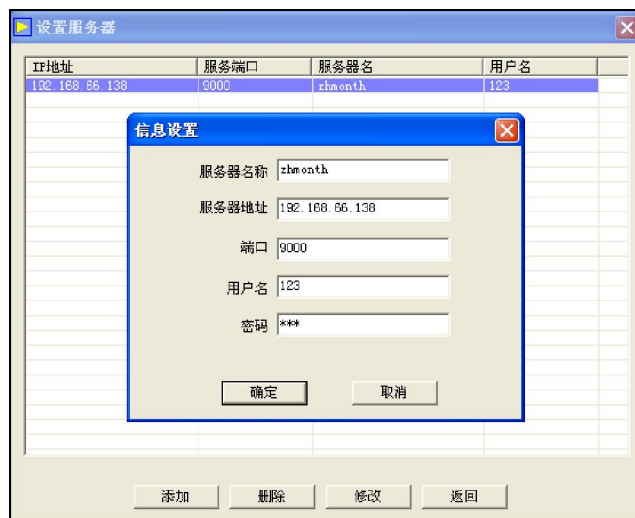 设置服务器
IP地址 服务端口 服务器名 用户名
192.168.66.138 9000 zhmonth 123
信息设置
服务器名称 zhmonth
服务器地址 192.168.66.138
端口 9000
用户名 123
密码 ***
确定 取消
添加 删除 修改 返回